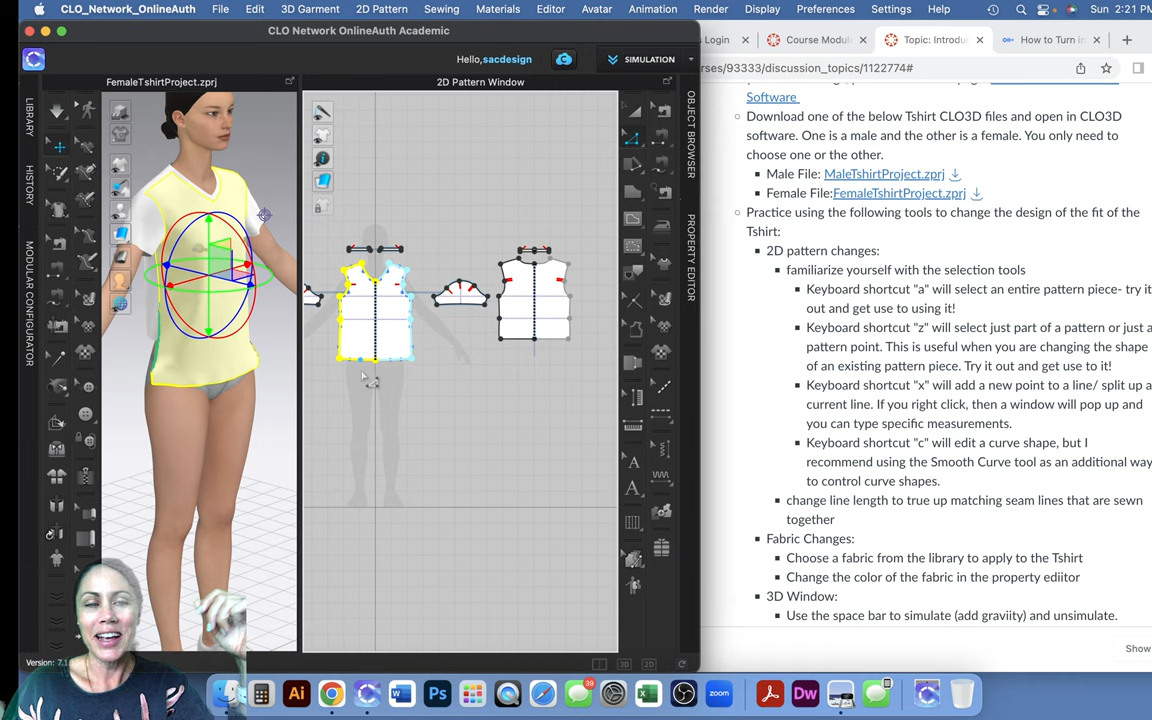 CLO_Network_OnlineAuth File Edit 3D Garment 2D Pattern Sewing Materials Editor Avatar Animation Render Display Preferences Settings Help Sun 2:21 PM
CLO Network OnlineAuth Academic
Login Course Module Topic: Introdu How to Turn in
Hello,sacdesign SIMULATION
rses/93333/discussion_topics/1122774#
FemaleTshirtProject.zprj 2D Pattern Window
LIBRARY
HISTORY
MODULAR CONFIGURATOR
OBJECT BROWSER
PROPERTY EDITOR
Software
Download one of the below Tshirt CLO3D files and open in CLO3D
software. One is a male and the other is a female. You only need to
choose one or the other.
Male File: MaleTshirtProject.zprj
Female File:FemaleTshirtProject.zprj
Practice using the following tools to change the design of the fit of the
Tshirt:
2D pattern changes:
familiarize yourself with the selection tools
Keyboard shortcut "a" will select an entire pattern piece- try it
out and get use to using it!
Keyboard shortcut "z" will select just part of a pattern or just a
pattern point. This is useful when you are changing the shape
of an existing pattern piece. Try it out and get use to it!
Keyboard shortcut "x" will add a new point to a line/ split up a
current line. If you right click, then a window will pop up and
you can type specific measurements.
Keyboard shortcut "c" will edit a curve shape, but I
recommend using the Smooth Curve tool as an additional way
to control curve shapes.
change line length to true up matching seam lines that are sewn
together
Fabric Changes:
Choose a fabric from the library to apply to the Tshirt
Change the color of the fabric in the property ediitor
3D Window:
Use the space bar to simulate (add graviity) and unsimulate.
Show
Version: 7.1
3D 2D
39
Ai Ps zoom Dw